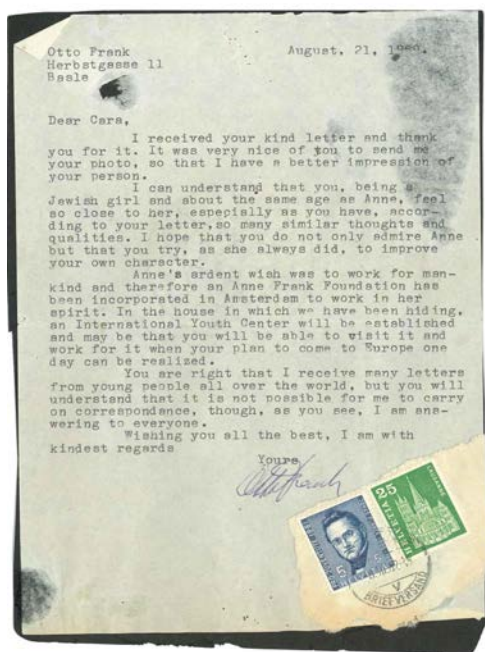 Otto Frank
August, 21, 19
Herbstgasse 11
Basle
Dear Cara,
I received your kind letter and thank
you for it. It was very nice of you to send me
your photo, so that I have a better impression of
your person.
I can understand that you, being a
Jewish girl and about the same age as Anne, feel
so close to her, especially as you have, accor-
ding to your letter, so many similar thoughts and
qualities. I hope that you do not only admire Anne
but that you try, as she always did, to improve
your own character.
Anne's ardent wish was to work for man-
kind and therefore an Anne Frank Foundation has
been incorporated in Amsterdam to work in her
spirit. In the house in which we have been hiding,
an International Youth Center will be established
and may be that you will be able to visit it and
work for it when your plan to come to Europe one
day can be realized.
You are right that I receive many letters
from young people all over the world, but you will
understand that it is not possible for me to carry
on correspondance, though, as you see, I am ans-
wering to everyone.
Wishing you all the best, I am with
kindest regards
Yours
Otto Frank
25
HELVETIA
LAUSANNE
5
BRIEFVERSAND